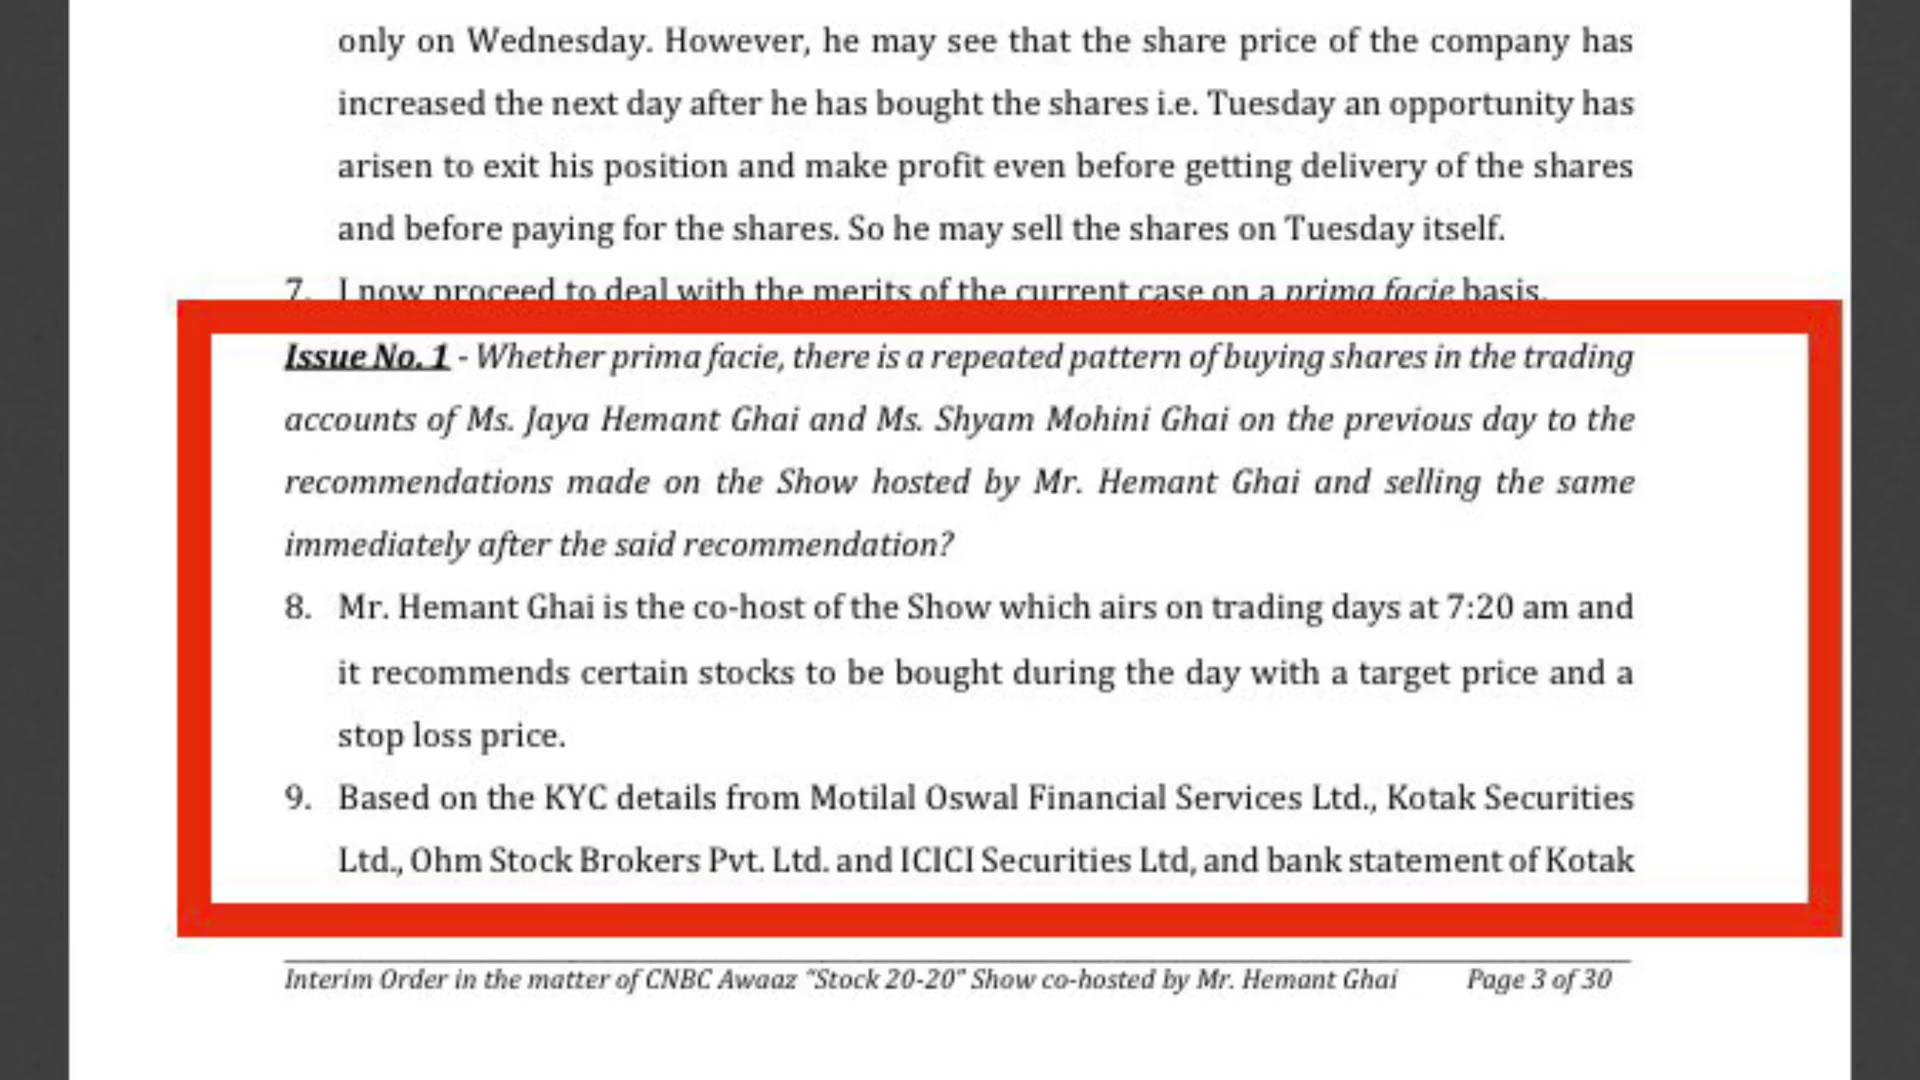 only on Wednesday. However, he may see that the share price of the company has
increased the next day after he has bought the shares i.e. Tuesday an opportunity has
arisen to exit his position and make profit even before getting delivery of the shares
and before paying for the shares. So he may sell the shares on Tuesday itself.
7. I now proceed to deal with the merits of the current case on a prima facie basis.
Issue No. 1 - Whether prima facie, there is a repeated pattern of buying shares in the trading
accounts of Ms. Jaya Hemant Ghai and Ms. Shyam Mohini Ghai on the previous day to the
recommendations made on the Show hosted by Mr. Hemant Ghai and selling the same
immediately after the said recommendation?
8. Mr. Hemant Ghai is the co-host of the Show which airs on trading days at 7:20 am and
it recommends certain stocks to be bought during the day with a target price and a
stop loss price.
9. Based on the KYC details from Motilal Oswal Financial Services Ltd., Kotak Securities
Ltd., Ohm Stock Brokers Pvt. Ltd. and ICICI Securities Ltd, and bank statement of Kotak
Interim Order in the matter of CNBC Awaaz "Stock 20-20" Show co-hosted by Mr. Hemant Ghai Page 3 of 30